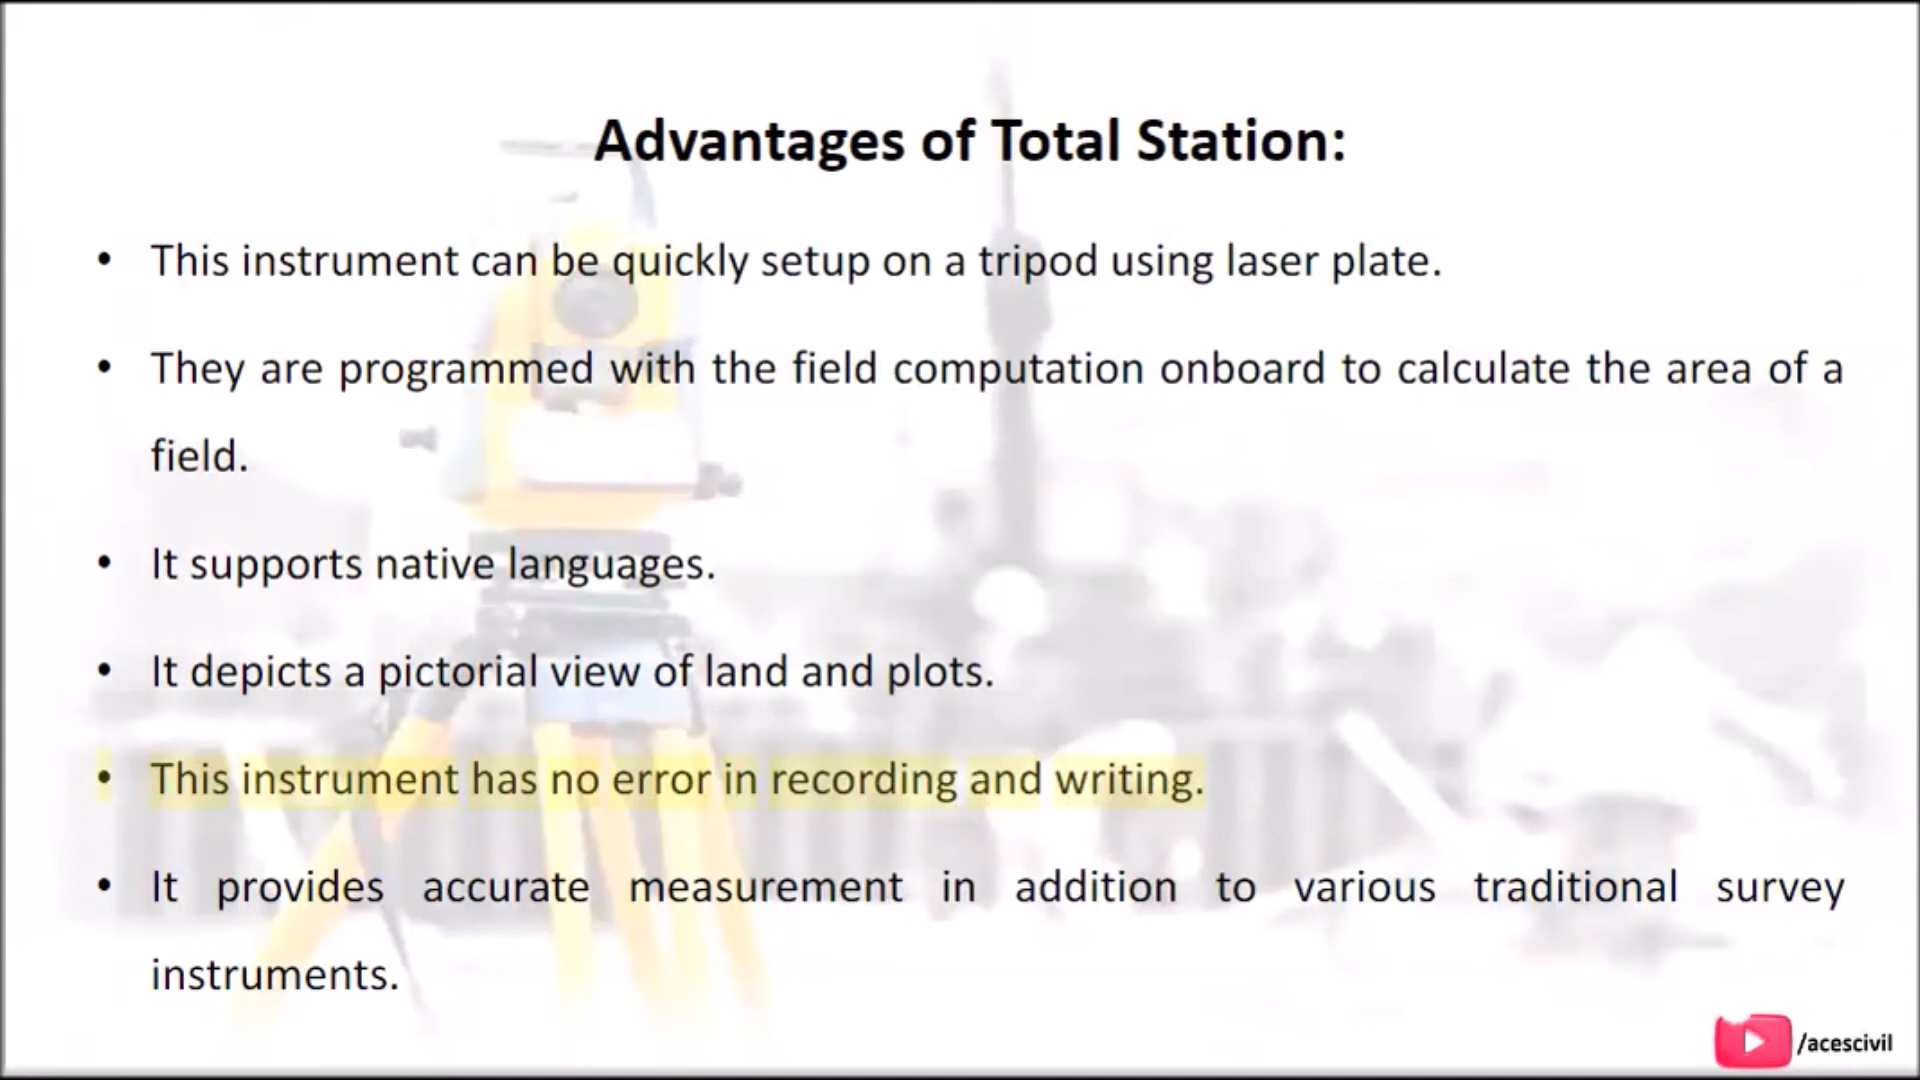 Advantages of Total Station:
• This instrument can be quickly setup on a tripod using laser plate.
• They are programmed with the field computation onboard to calculate the area of a
field.
• It supports native languages.
• It depicts a pictorial view of land and plots.
• This instrument has no error in recording and writing.
• It provides accurate measurement in addition to various traditional survey
instruments.
/acescivil